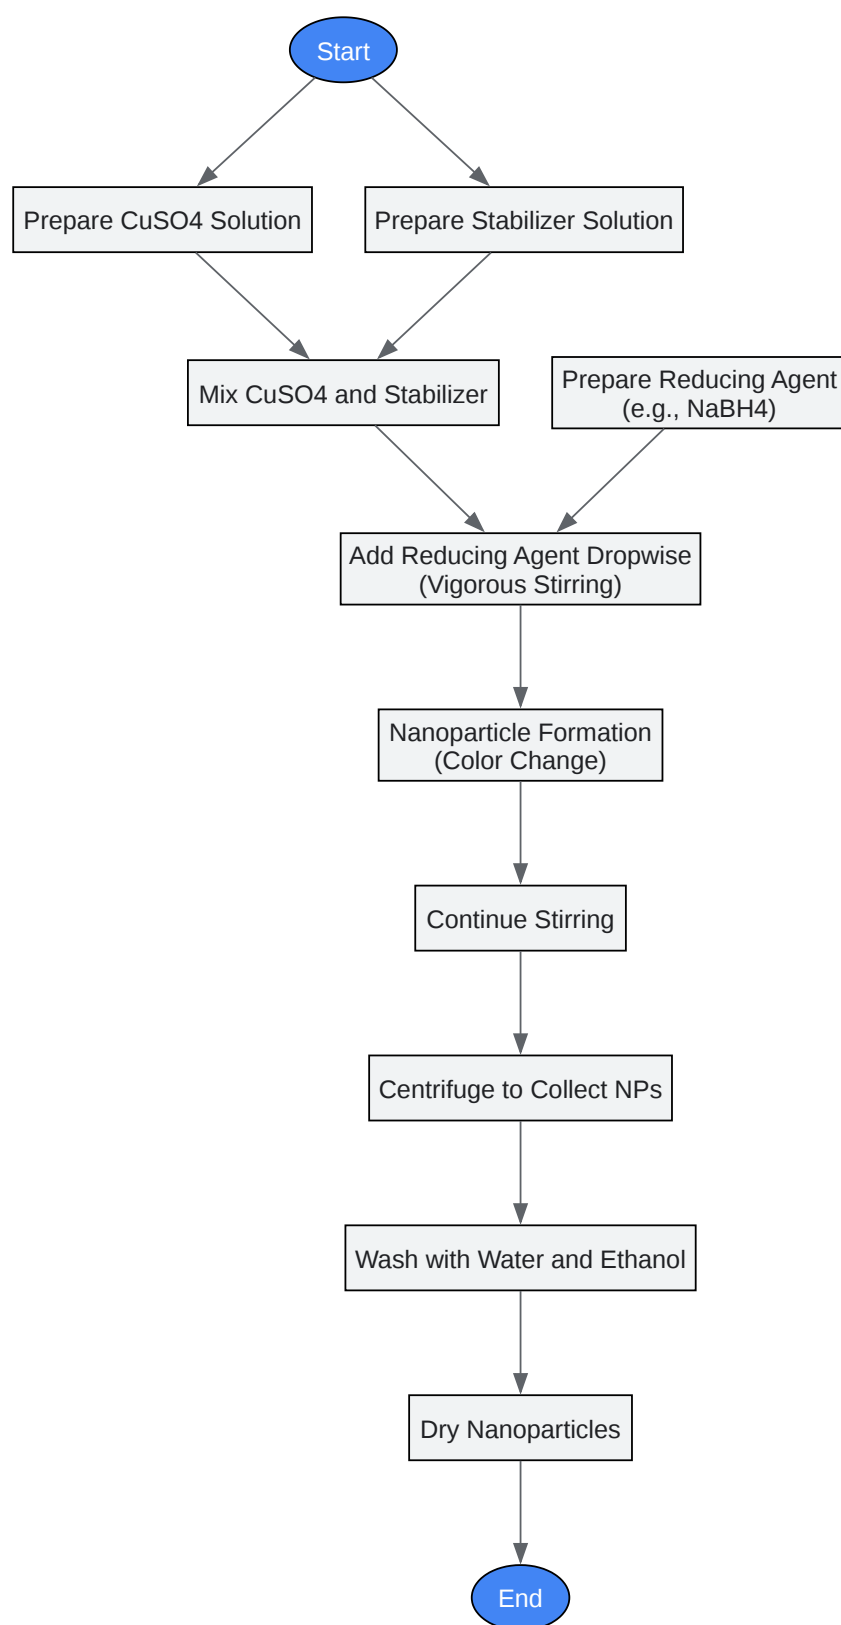 Start
Prepare CuSO4 Solution
Prepare Stabilizer Solution
Mix CuSO4 and Stabilizer
Prepare Reducing Agent
(e.g., NaBH4)
Add Reducing Agent Dropwise
(Vigorous Stirring)
Nanoparticle Formation
(Color Change)
Continue Stirring
Centrifuge to Collect NPs
Wash with Water and Ethanol
Dry Nanoparticles
End